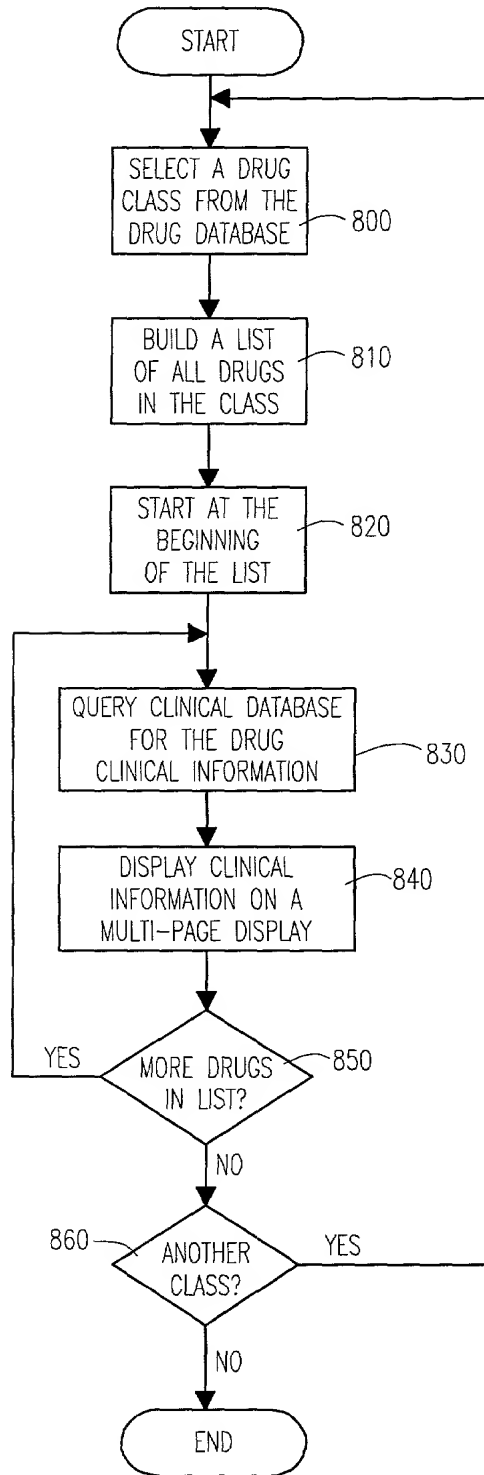 START
SELECT A DRUG
CLASS FROM THE
DRUG DATABASE
800
BUILD A LIST
OF ALL DRUGS
IN THE CLASS
810
START AT THE
BEGINNING
OF THE LIST
820
QUERY CLINICAL DATABASE
FOR THE DRUG
CLINICAL INFORMATION
830
DISPLAY CLINICAL
INFORMATION ON A
MULTI-PAGE DISPLAY
840
YES
MORE DRUGS
IN LIST?
850
NO
860
ANOTHER
CLASS?
YES
NO
END